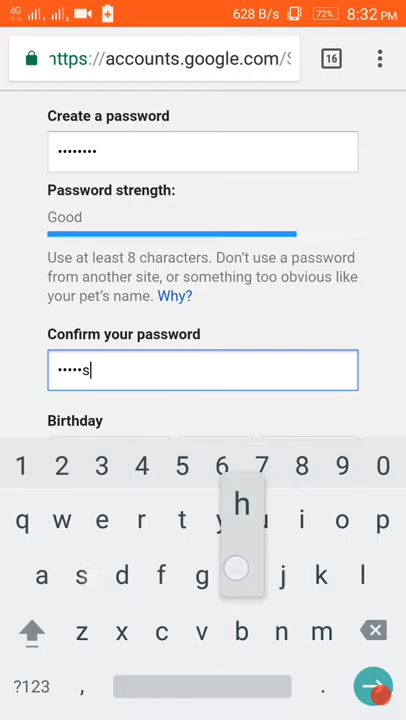 4G 628 B/s 72% 8:32 PM
https://accounts.google.com/S 16
Create a password
••••••••
Password strength:
Good
Use at least 8 characters. Don't use a password
from another site, or something too obvious like
your pet's name. Why?
Confirm your password
•••••s
Birthday
1 2 3 4 5 6 7 8 9 0
h
q w e r t y u i o p
a s d f g j k l
z x c v b n m
?123 , .